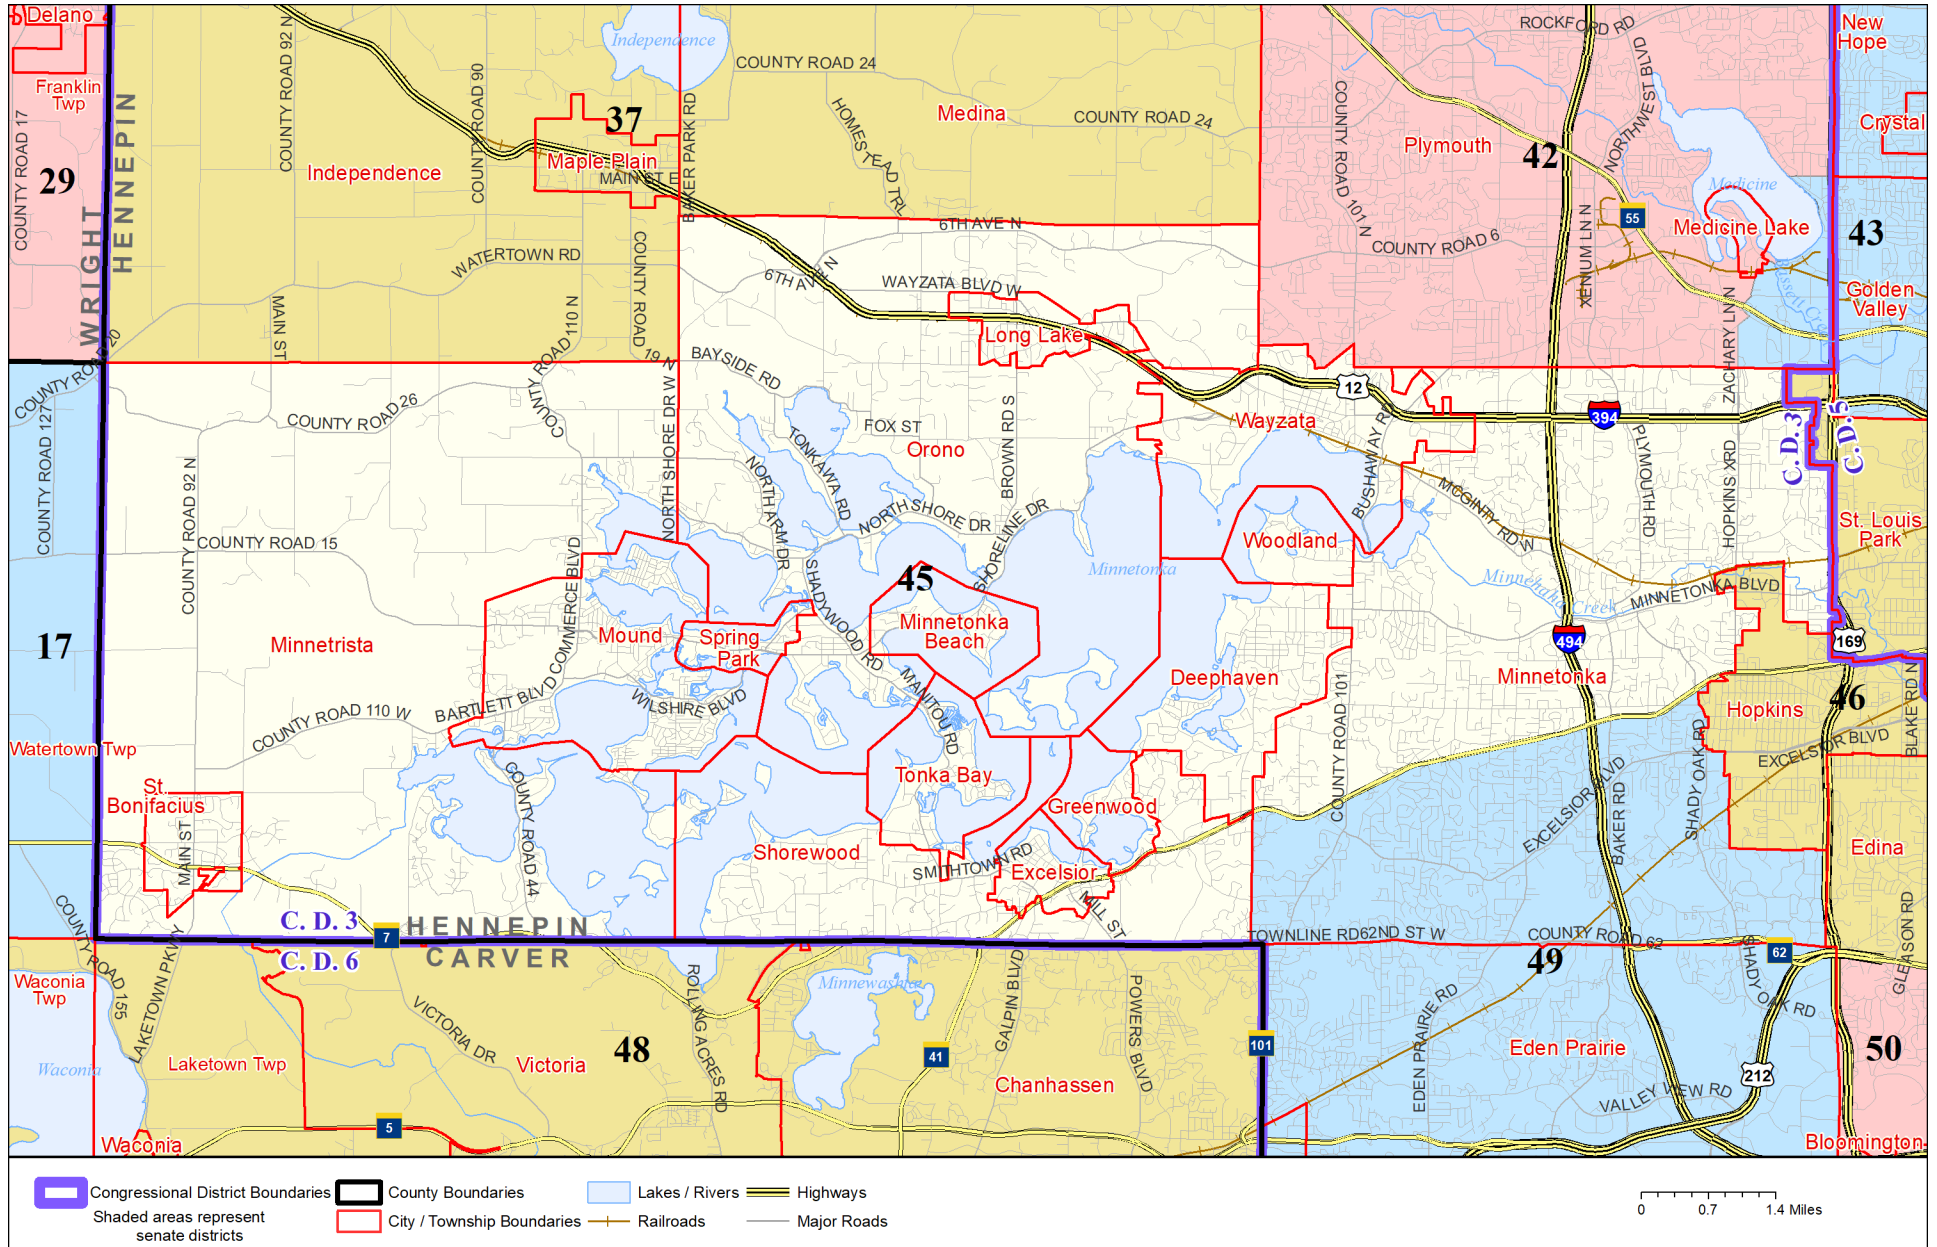 Delano
Franklin
Twp
COUNTY ROAD 17
29
WRIGHT
HENNEPIN
COUNTY ROAD 92 N
COUNTY ROAD 90
Independence
37
Maple Plain
MAIN ST E
Independence
BAKER PARK RD
COUNTY ROAD 24
HOMESTEAD TRL
Medina
COUNTY ROAD 24
ROCKFORD RD
NORTHWEST BLVD
COUNTY ROAD 101 N
Plymouth
42
Medicine
Medicine Lake
55
COUNTY ROAD 6
XENIUM LN N
New
Hope
Crystal
43
Golden
Valley
Bassett Creek
ZACHARY LN N
WATERTOWN RD
MAIN ST
COUNTY ROAD 110 N
COUNTY ROAD 19 N
6TH AVE N
6TH AVE N
WAYZATA BLVD W
Long Lake
COUNTY ROAD 20
COUNTY ROAD 127
COUNTY ROAD 26
BAYSIDE RD
NORTH SHORE DR W
FOX ST
Orono
BROWN RD S
TONKAWA RD
NORTH ARM DR
NORTH SHORE DR
SHORELINE DR
12
Wayzata
BUSHAWAY RD
MCGINTY RD W
394
PLYMOUTH RD
HOPKINS XRD
C. D. 3
C. D. 5
St. Louis
Park
COUNTY ROAD 92 N
COUNTY ROAD 15
17
Minnetrista
COMMERCE BLVD
Mound
Spring
Park
SHADYWOOD RD
45
Minnetonka
Beach
Minnetonka
Woodland
Minnehaha Creek
MINNETONKA BLVD
494
169
Deephaven
Minnetonka
COUNTY ROAD 101
46
Hopkins
BLAKE RD N
EXCELSIOR BLVD
SHADY OAK RD
COUNTY ROAD 110 W
BARTLETT BLVD
WILSHIRE BLVD
MANITOU RD
Watertown Twp
St.
Bonifacius
MAIN ST
COUNTY ROAD 44
Tonka Bay
Greenwood
Shorewood
SMITHTOWN RD
Excelsior
MILL ST
EXCELSIOR BLVD
BAKER RD
Edina
GLEASON RD
C. D. 3
7
HENNEPIN
C. D. 6
CARVER
TOWNLINE RD
62ND ST W
COUNTY ROAD 62
62
49
SHADY OAK RD
COUNTY ROAD 155
Waconia
Twp
LAKETOWN PKWY
Waconia
Laketown Twp
VICTORIA DR
Victoria
48
ROLLING ACRES RD
Minnewashta
41
GALPIN BLVD
POWERS BLVD
Chanhassen
101
EDEN PRAIRIE RD
Eden Prairie
212
VALLEY VIEW RD
50
Bloomington
5
Waconia
Congressional District Boundaries
Shaded areas represent
senate districts
County Boundaries
City / Township Boundaries
Lakes / Rivers
Railroads
Highways
Major Roads
0 0.7 1.4 Miles